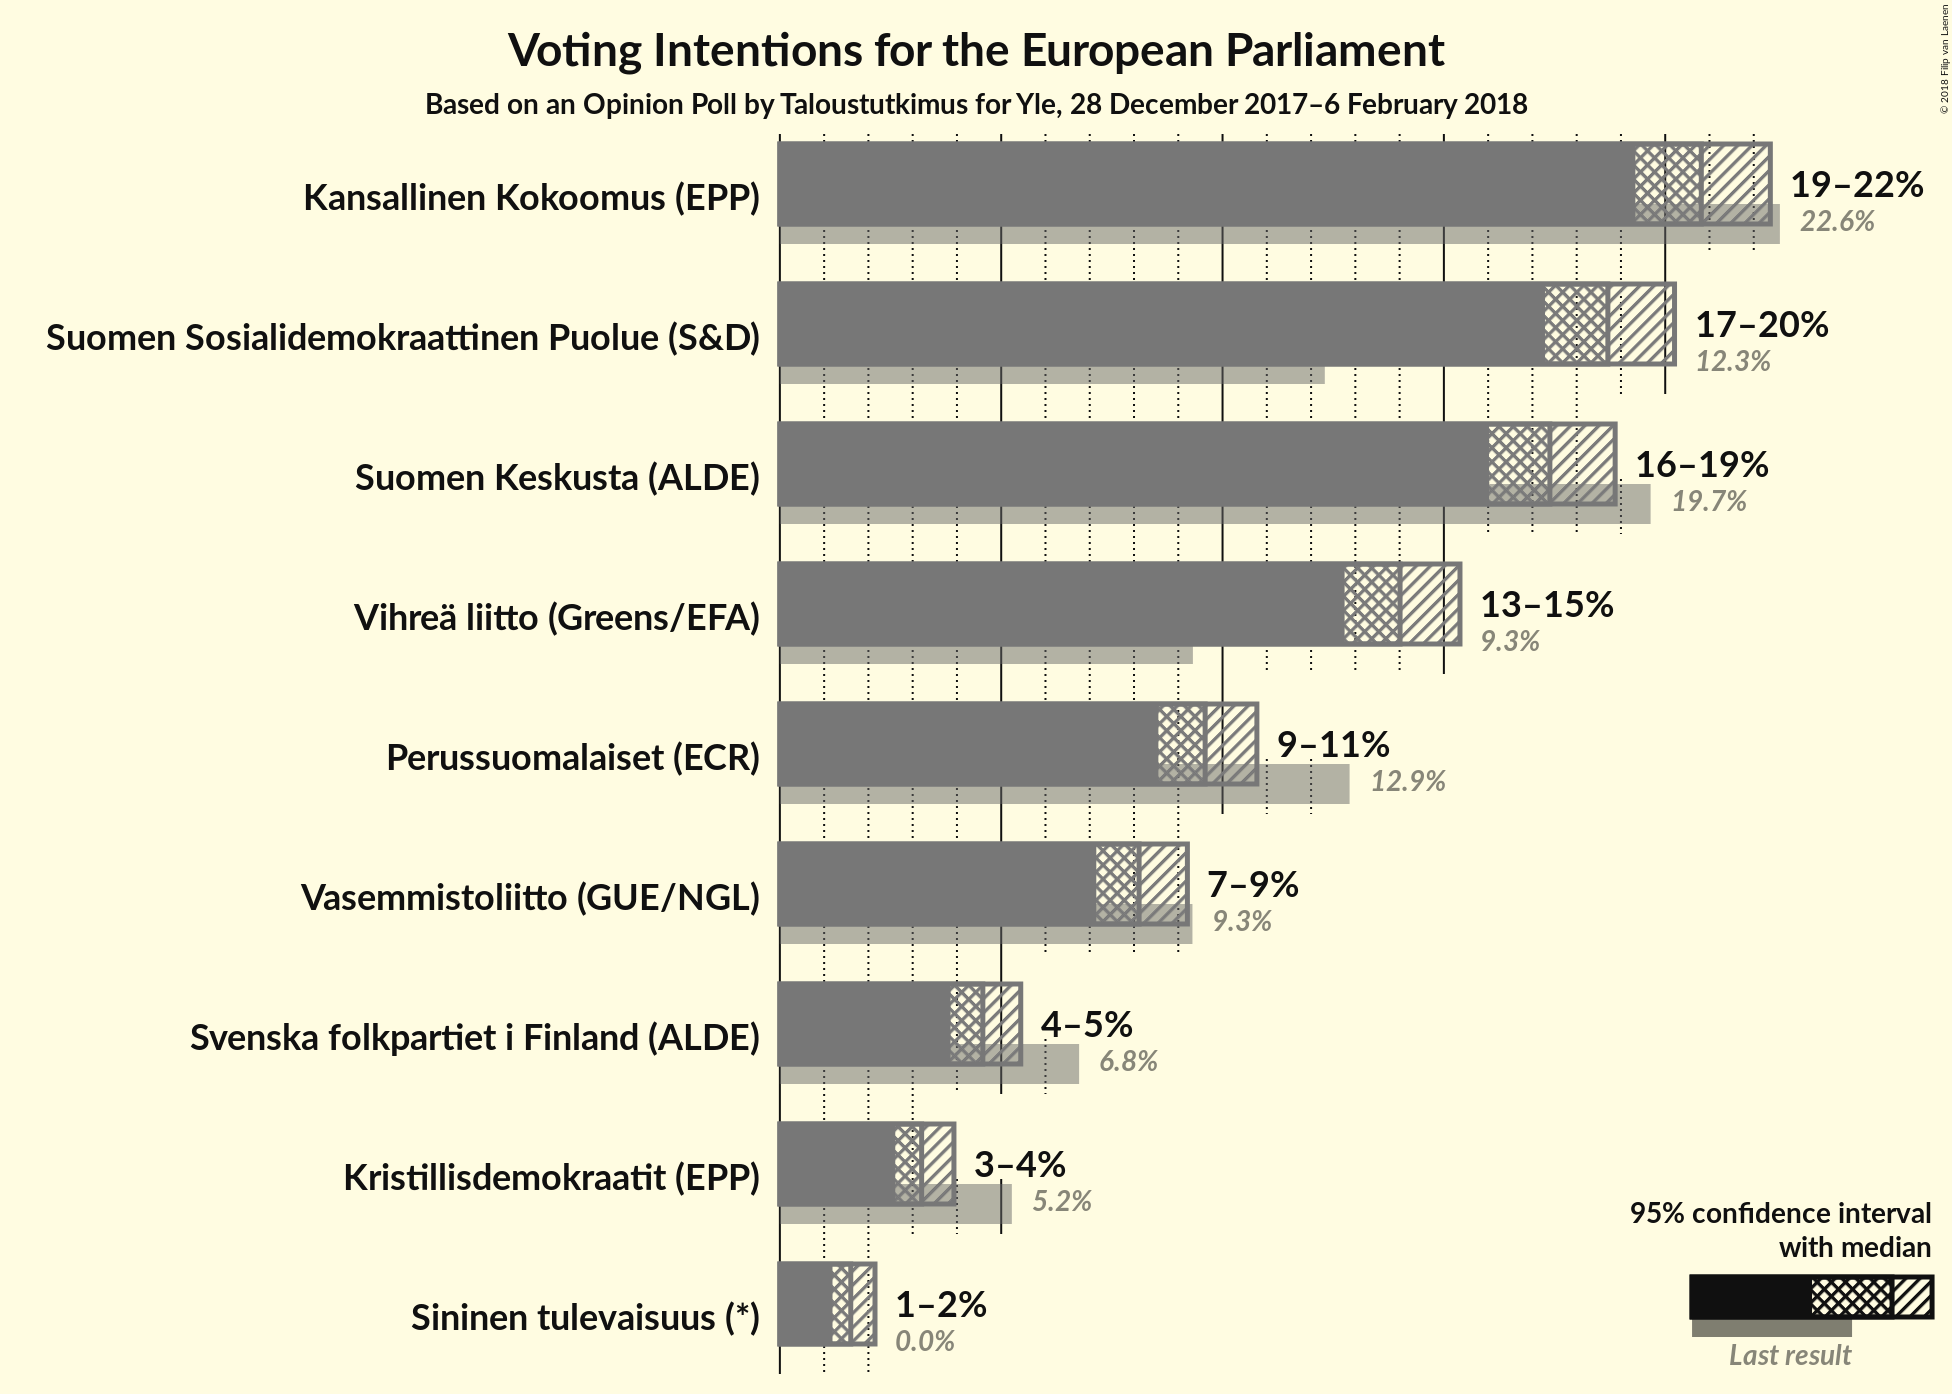 © 2018 Filip van Laenen
Voting Intentions for the European Parliament
Based on an Opinion Poll by Taloustutkimus for Yle, 28 December 2017–6 February 2018
Kansallinen Kokoomus (EPP)
19–22%
22.6%
Suomen Sosialidemokraattinen Puolue (S&D)
17–20%
12.3%
Suomen Keskusta (ALDE)
16–19%
19.7%
Vihreä liitto (Greens/EFA)
13–15%
9.3%
Perussuomalaiset (ECR)
9–11%
12.9%
Vasemmistoliitto (GUE/NGL)
7–9%
9.3%
Svenska folkpartiet i Finland (ALDE)
4–5%
6.8%
Kristillisdemokraatit (EPP)
3–4%
5.2%
Sininen tulevaisuus (*)
1–2%
0.0%
95% confidence interval
with median
Last result